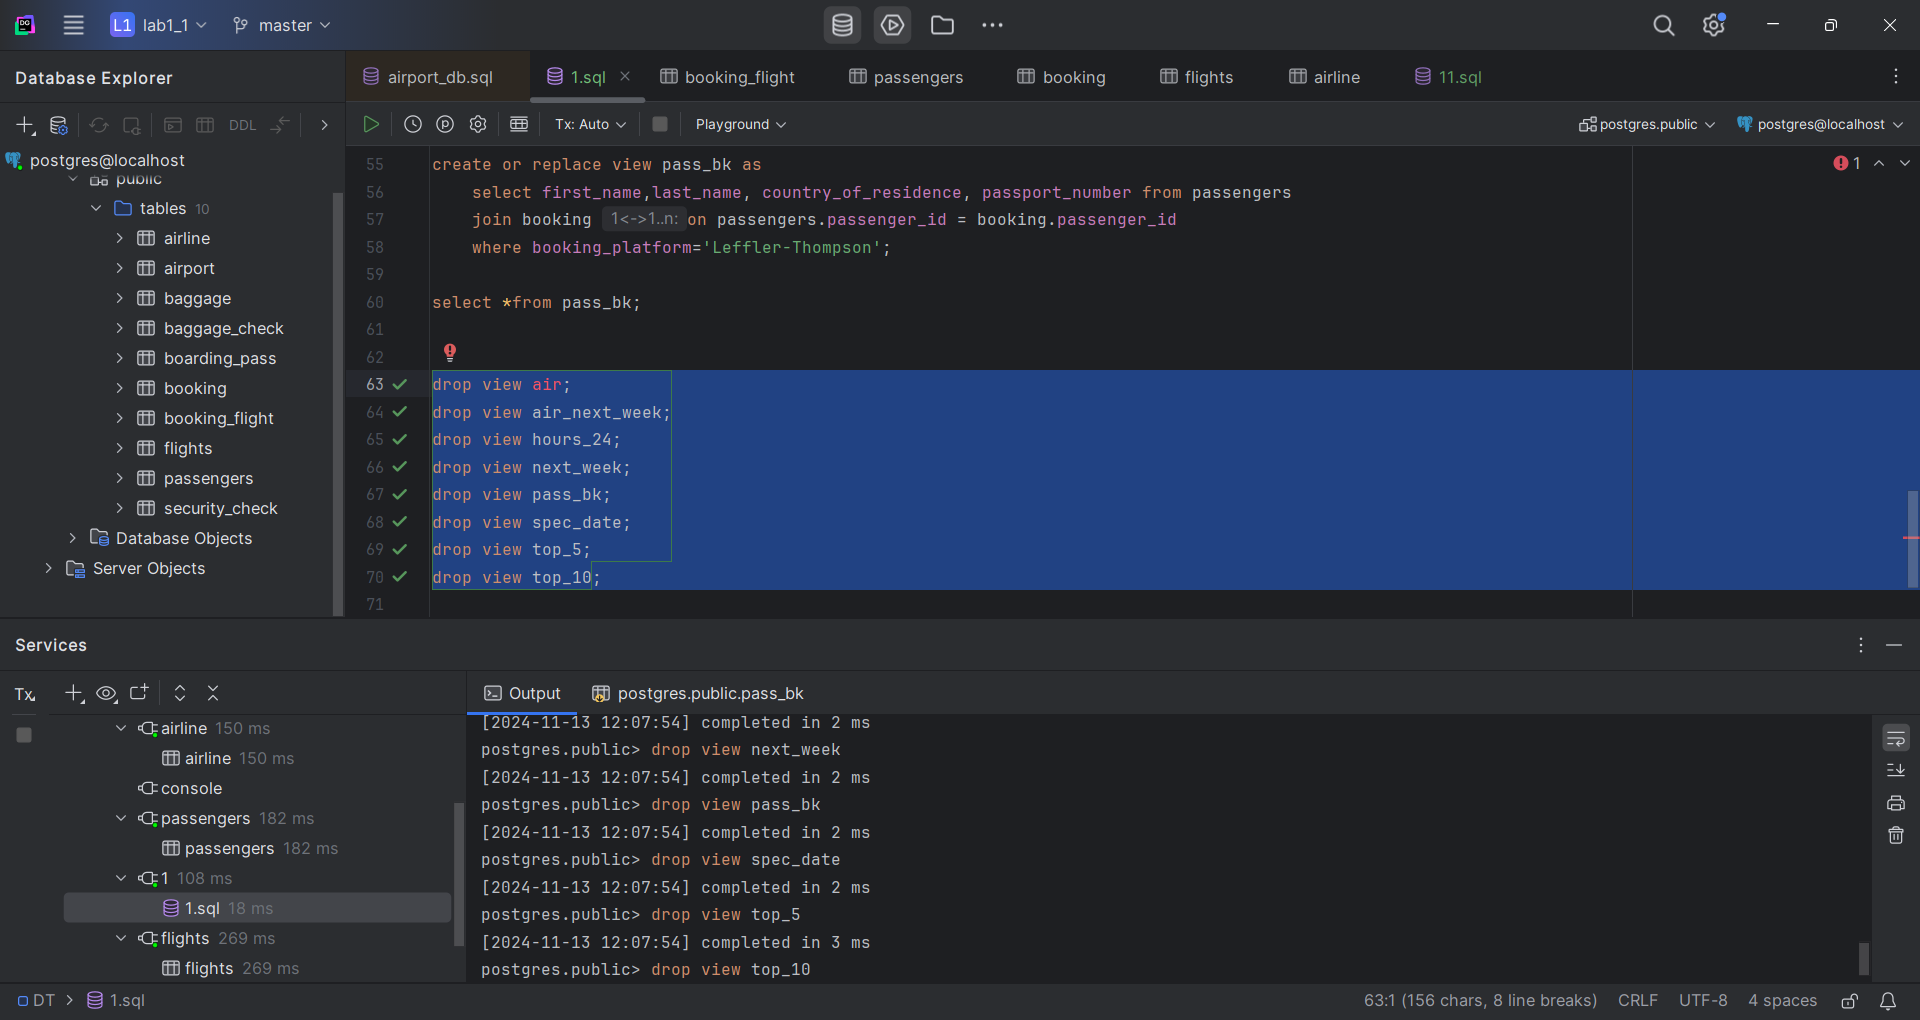 L1 lab1_1 master
Database Explorer
airport_db.sql 1.sql booking_flight passengers booking flights airline 11.sql
DDL Tx: Auto Playground postgres.public postgres@localhost
postgres@localhost
public
tables 10
airline
airport
baggage
baggage_check
boarding_pass
booking
booking_flight
flights
passengers
security_check
Database Objects
Server Objects
1
55 create or replace view pass_bk as
56 select first_name,last_name, country_of_residence, passport_number from passengers
57 join booking 1<->1..n: on passengers.passenger_id = booking.passenger_id
58 where booking_platform='Leffler-Thompson';
59
60 select *from pass_bk;
61
62
63 drop view air;
64 drop view air_next_week;
65 drop view hours_24;
66 drop view next_week;
67 drop view pass_bk;
68 drop view spec_date;
69 drop view top_5;
70 drop view top_10;
71
Services
Tx
airline 150 ms
airline 150 ms
console
passengers 182 ms
passengers 182 ms
1 108 ms
1.sql 18 ms
flights 269 ms
flights 269 ms
Output postgres.public.pass_bk
[2024-11-13 12:07:54] completed in 2 ms
postgres.public> drop view next_week
[2024-11-13 12:07:54] completed in 2 ms
postgres.public> drop view pass_bk
[2024-11-13 12:07:54] completed in 2 ms
postgres.public> drop view spec_date
[2024-11-13 12:07:54] completed in 2 ms
postgres.public> drop view top_5
[2024-11-13 12:07:54] completed in 3 ms
postgres.public> drop view top_10
DT 1.sql 63:1 (156 chars, 8 line breaks) CRLF UTF-8 4 spaces